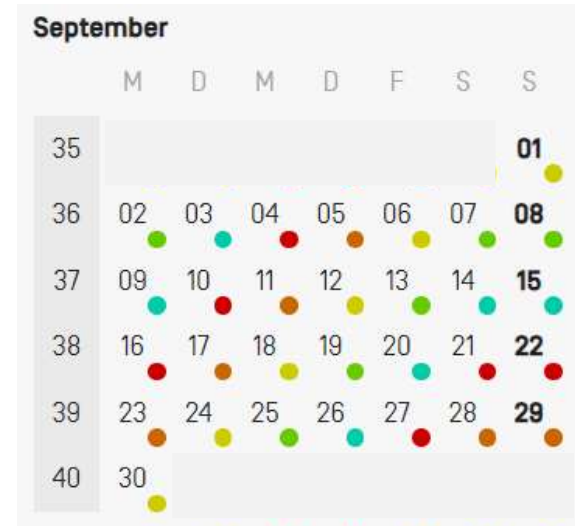 September
M D M D F S S
35 01
36 02 03 04 05 06 07 08
37 09 10 11 12 13 14 15
38 16 17 18 19 20 21 22
39 23 24 25 26 27 28 29
40 30